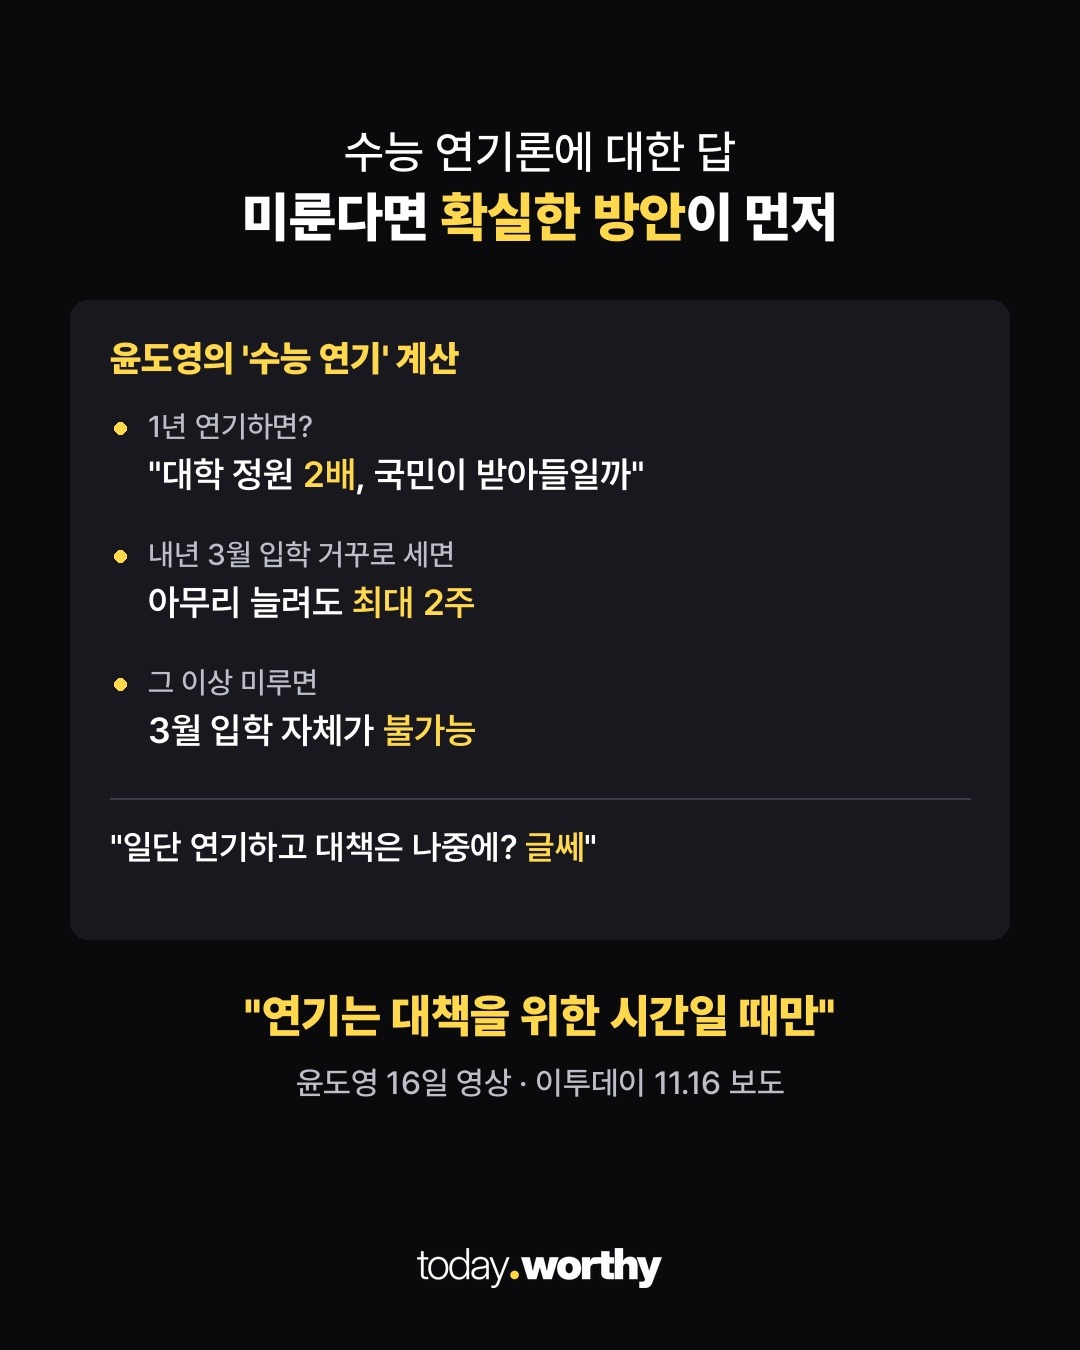 수능 연기론에 대한 답
미룬다면 확실한 방안이 먼저
윤도영의 '수능 연기' 계산
1년 연기하면?
"대학 정원 2배, 국민이 받아들일까"
내년 3월 입학 거꾸로 세면
아무리 늘려도 최대 2주
그 이상 미루면
3월 입학 자체가 불가능
"일단 연기하고 대책은 나중에? 글쎄"
"연기는 대책을 위한 시간일 때만"
윤도영 16일 영상 · 이투데이 11.16 보도
today.worthy